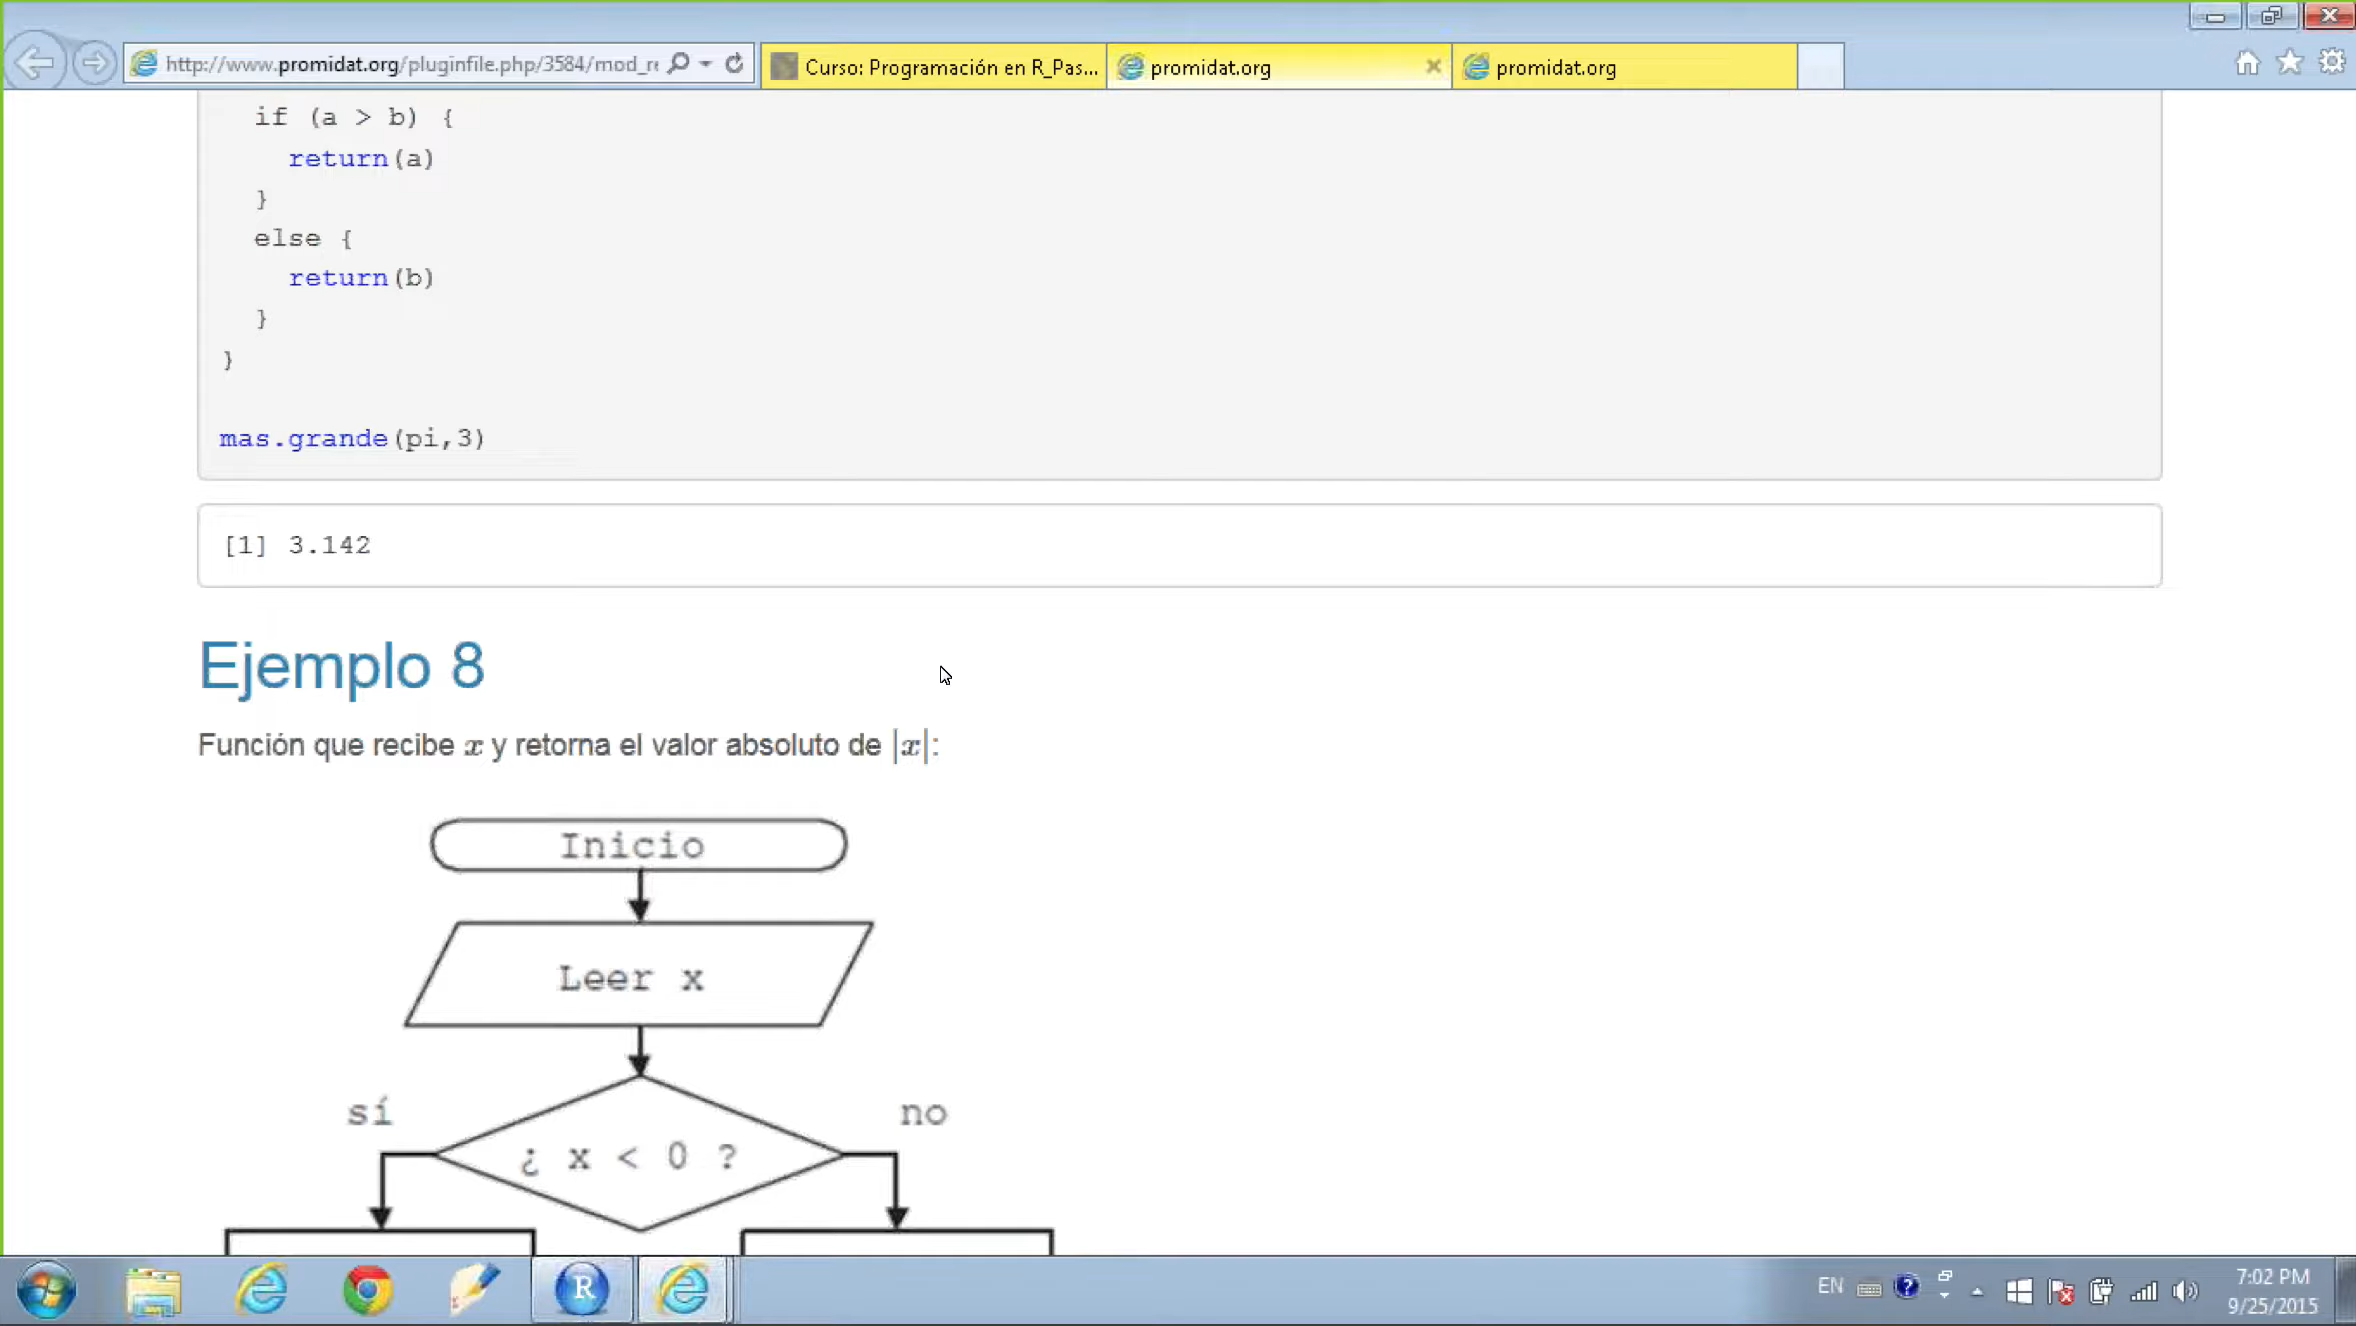 http://www.promidat.org/pluginfile.php/3584/mod_re
Curso: Programación en R_Pas...
promidat.org
promidat.org
if (a > b) {
return(a)
}
else {
return(b)
}
}
mas.grande(pi,3)
[1] 3.142
Ejemplo 8
Función que recibe x y retorna el valor absoluto de |x|:
Inicio
Leer x
sí
no
¿ x < 0 ?
R
EN
7:02 PM
9/25/2015